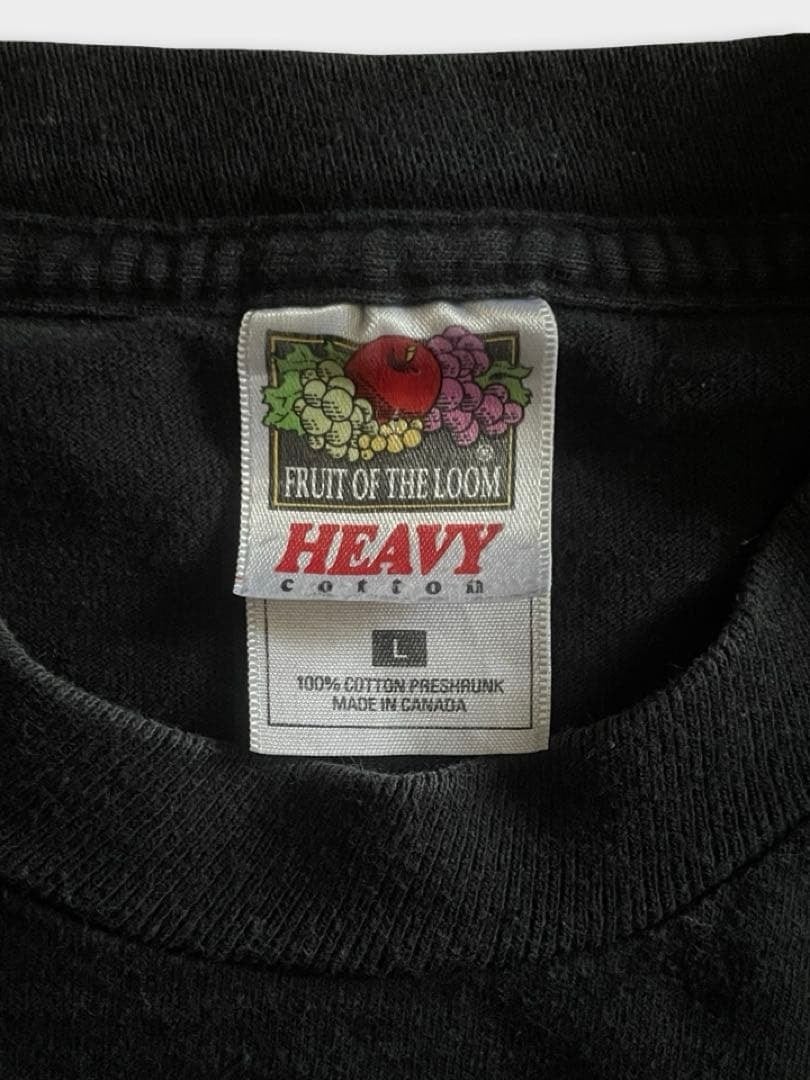 ®
FRUIT OF THE LOOM
HEAVY
cotton
L
100% COTTON PRESHRUNK
MADE IN CANADA